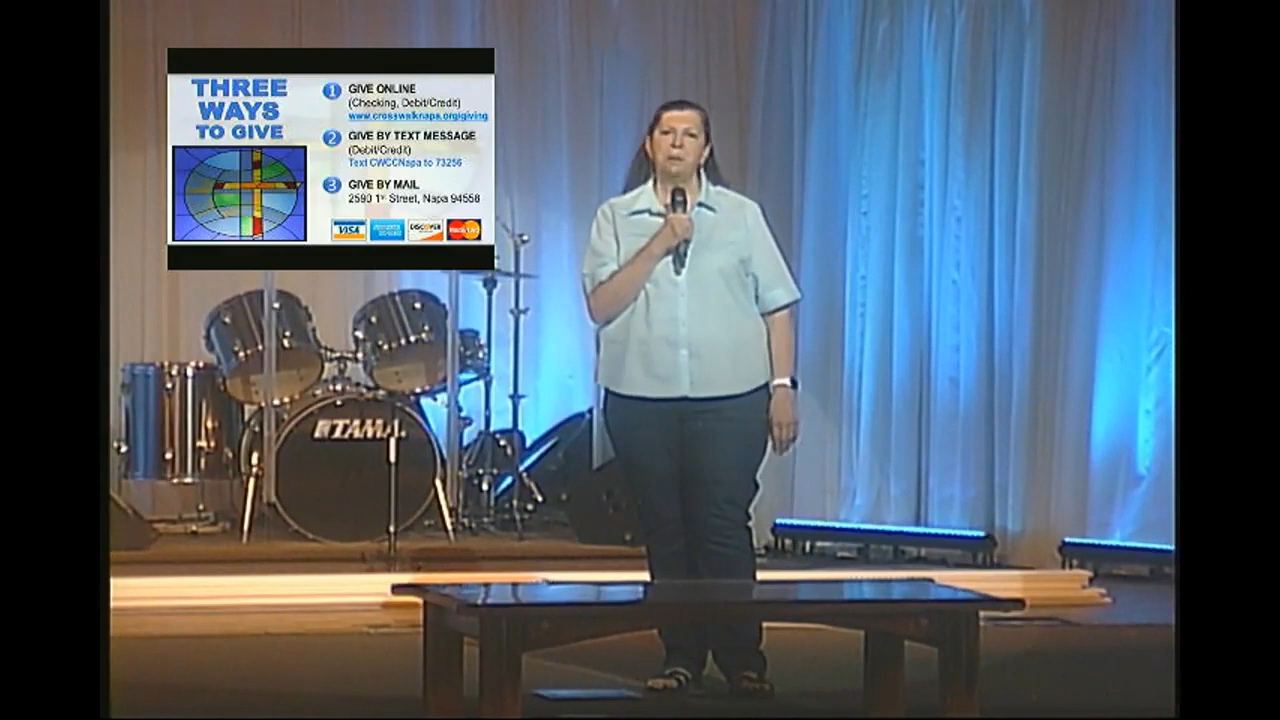 THREE
WAYS
TO GIVE
1 GIVE ONLINE
(Checking, Debit/Credit)
www.crosswalknapa.org/giving
2 GIVE BY TEXT MESSAGE
(Debit/Credit)
Text CWCCNapa to 73256
3 GIVE BY MAIL
2590 1st Street, Napa 94558
VISA
DISCOVER
MasterCard
TAMA